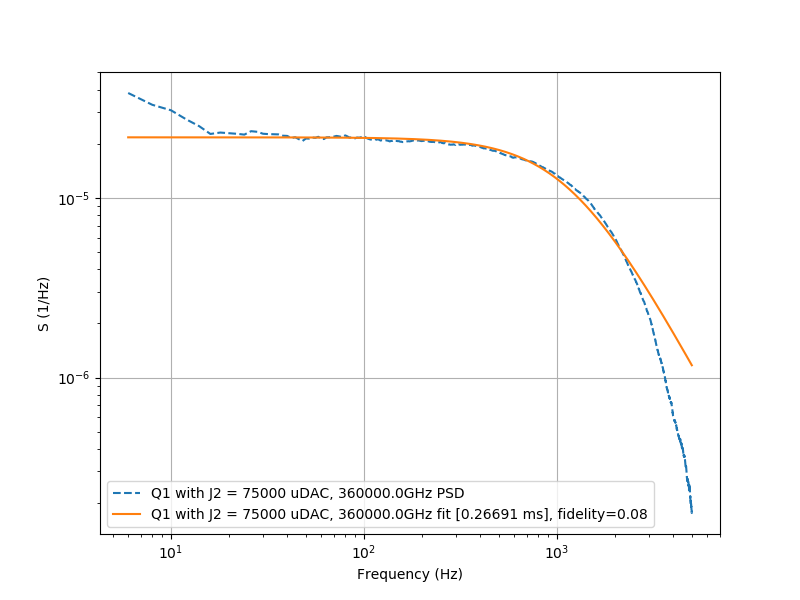 S (1/Hz)
10⁻⁵
10⁻⁶
10¹
10²
10³
Frequency (Hz)
Q1 with J2 = 75000 uDAC, 360000.0GHz PSD
Q1 with J2 = 75000 uDAC, 360000.0GHz fit [0.26691 ms], fidelity=0.08